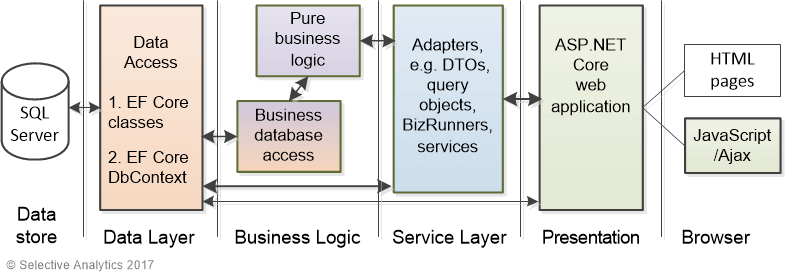 SQL
Server
Data
Access
1. EF Core
classes
2. EF Core
DbContext
Pure
business
logic
Business
database
access
Adapters,
e.g. DTOs,
query
objects,
BizRunners,
services
ASP.NET
Core
web
application
HTML
pages
JavaScript
/Ajax
Data
store
Data Layer
Business Logic
Service Layer
Presentation
Browser
© Selective Analytics 2017